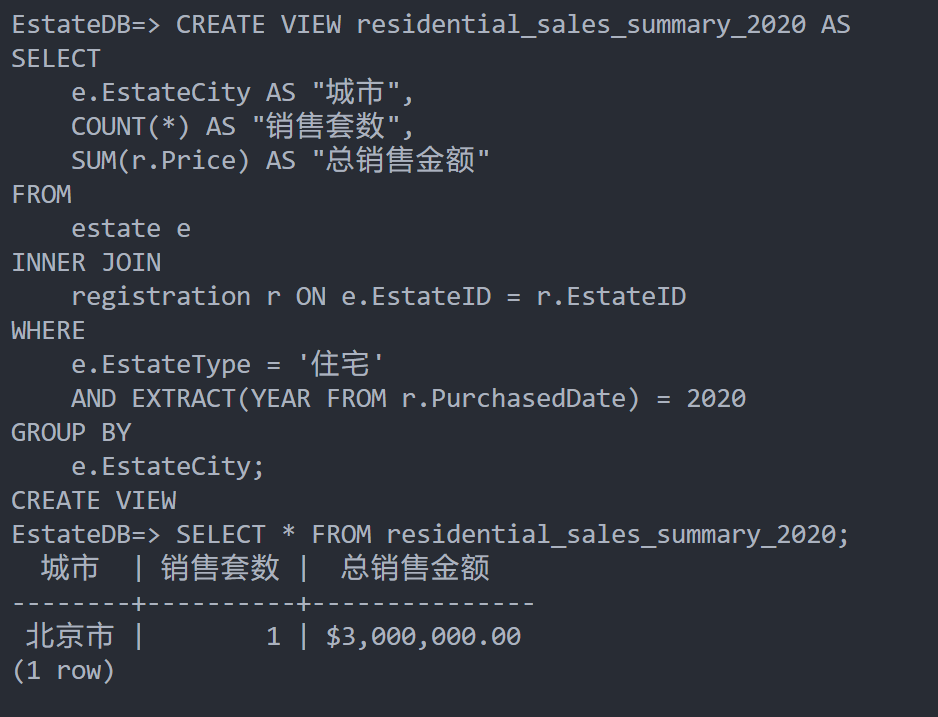 EstateDB=> CREATE VIEW residential_sales_summary_2020 AS
SELECT
    e.EstateCity AS "城市",
    COUNT(*) AS "销售套数",
    SUM(r.Price) AS "总销售金额"
FROM
    estate e
INNER JOIN
    registration r ON e.EstateID = r.EstateID
WHERE
    e.EstateType = '住宅'
    AND EXTRACT(YEAR FROM r.PurchasedDate) = 2020
GROUP BY
    e.EstateCity;
CREATE VIEW
EstateDB=> SELECT * FROM residential_sales_summary_2020;
  城市  | 销售套数 |  总销售金额
--------+----------+---------------
 北京市 |        1 | $3,000,000.00
(1 row)